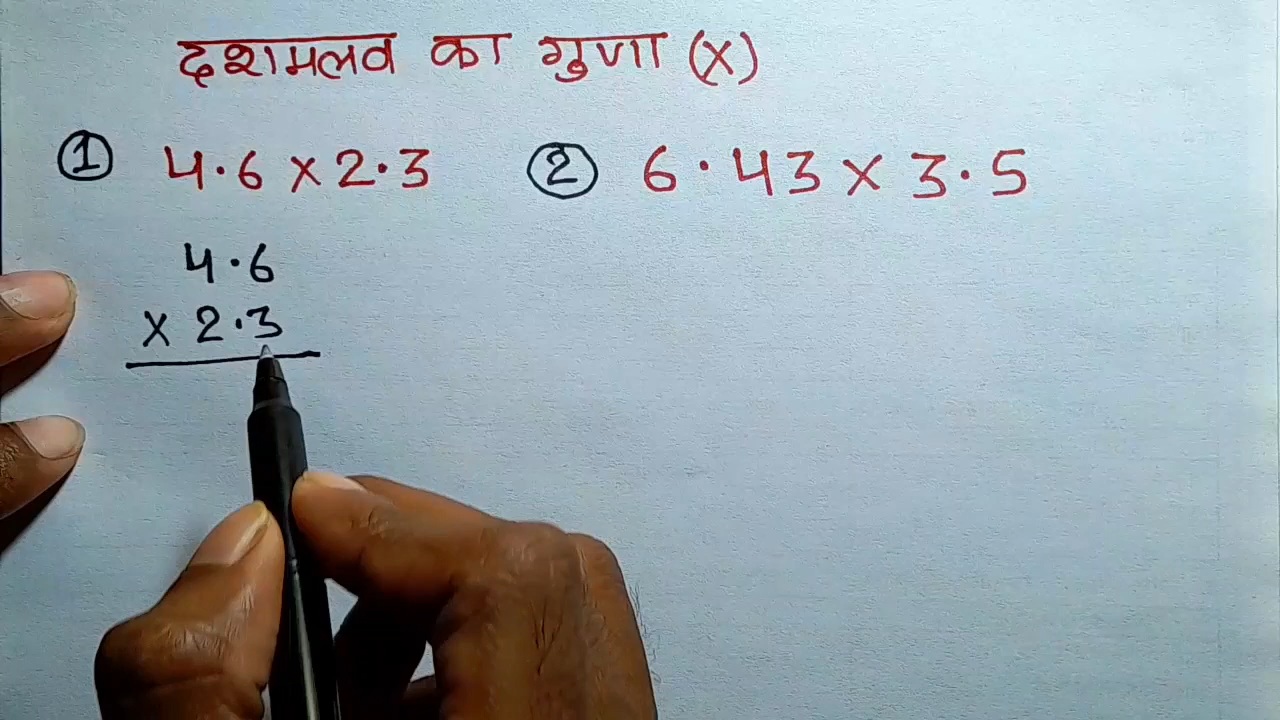 दशमलव का गुणा (x)
① 4.6 x 2.3 ② 6.43 x 3.5
4.6
x 2.3